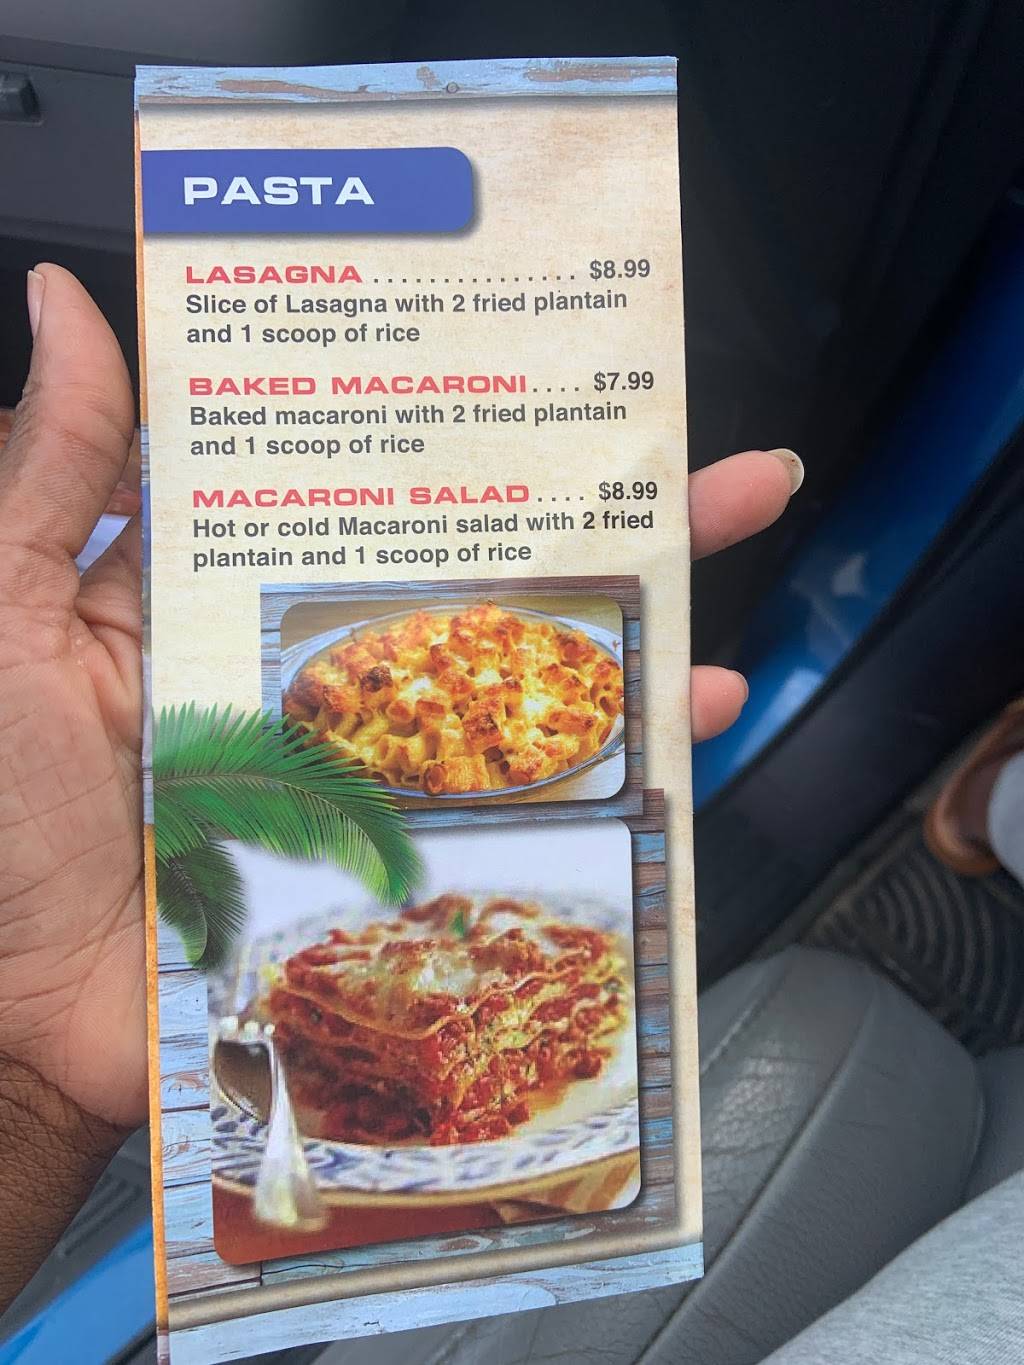 PASTA
LASAGNA ............... $8.99
Slice of Lasagna with 2 fried plantain
and 1 scoop of rice
BAKED MACARONI.... $7.99
Baked macaroni with 2 fried plantain
and 1 scoop of rice
MACARONI SALAD.... $8.99
Hot or cold Macaroni salad with 2 fried
plantain and 1 scoop of rice